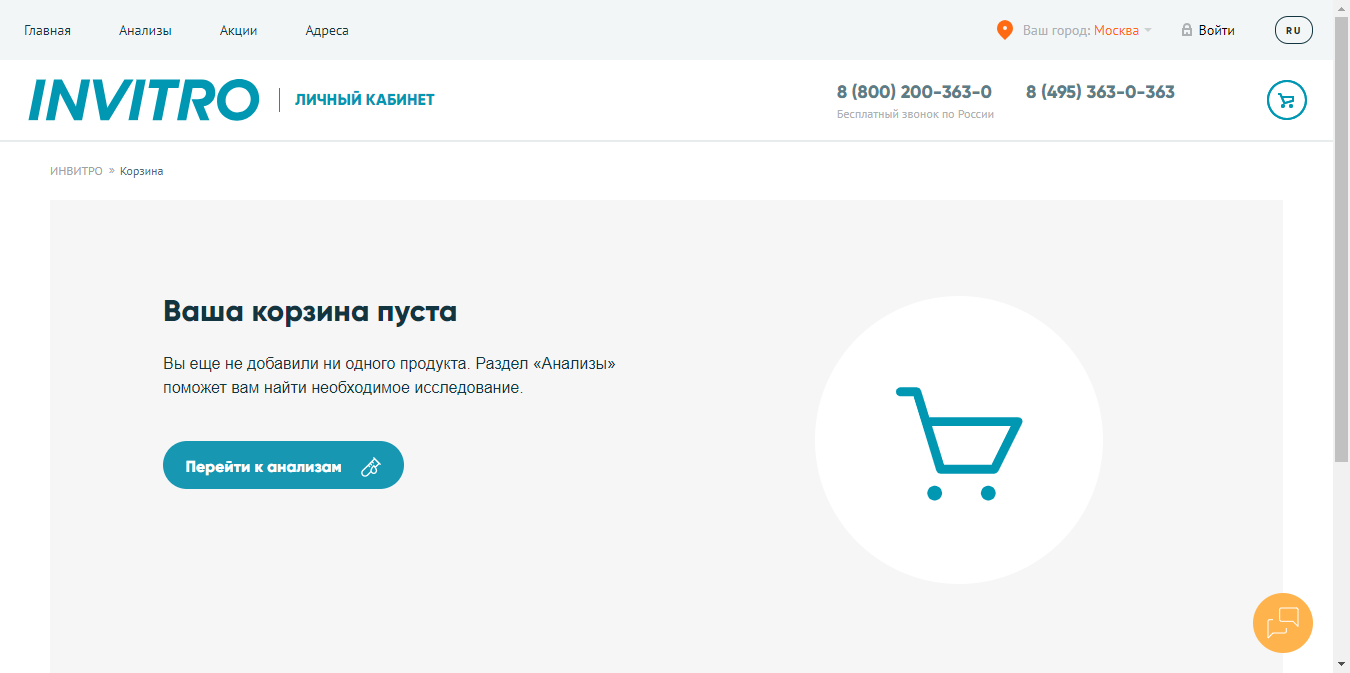 Главная Анализы Акции Адреса Ваш город: Москва Войти RU
INVITRO ЛИЧНЫЙ КАБИНЕТ 8 (800) 200-363-0 8 (495) 363-0-363
Бесплатный звонок по России
ИНВИТРО » Корзина
Ваша корзина пуста
Вы еще не добавили ни одного продукта. Раздел «Анализы»
поможет вам найти необходимое исследование.
Перейти к анализам